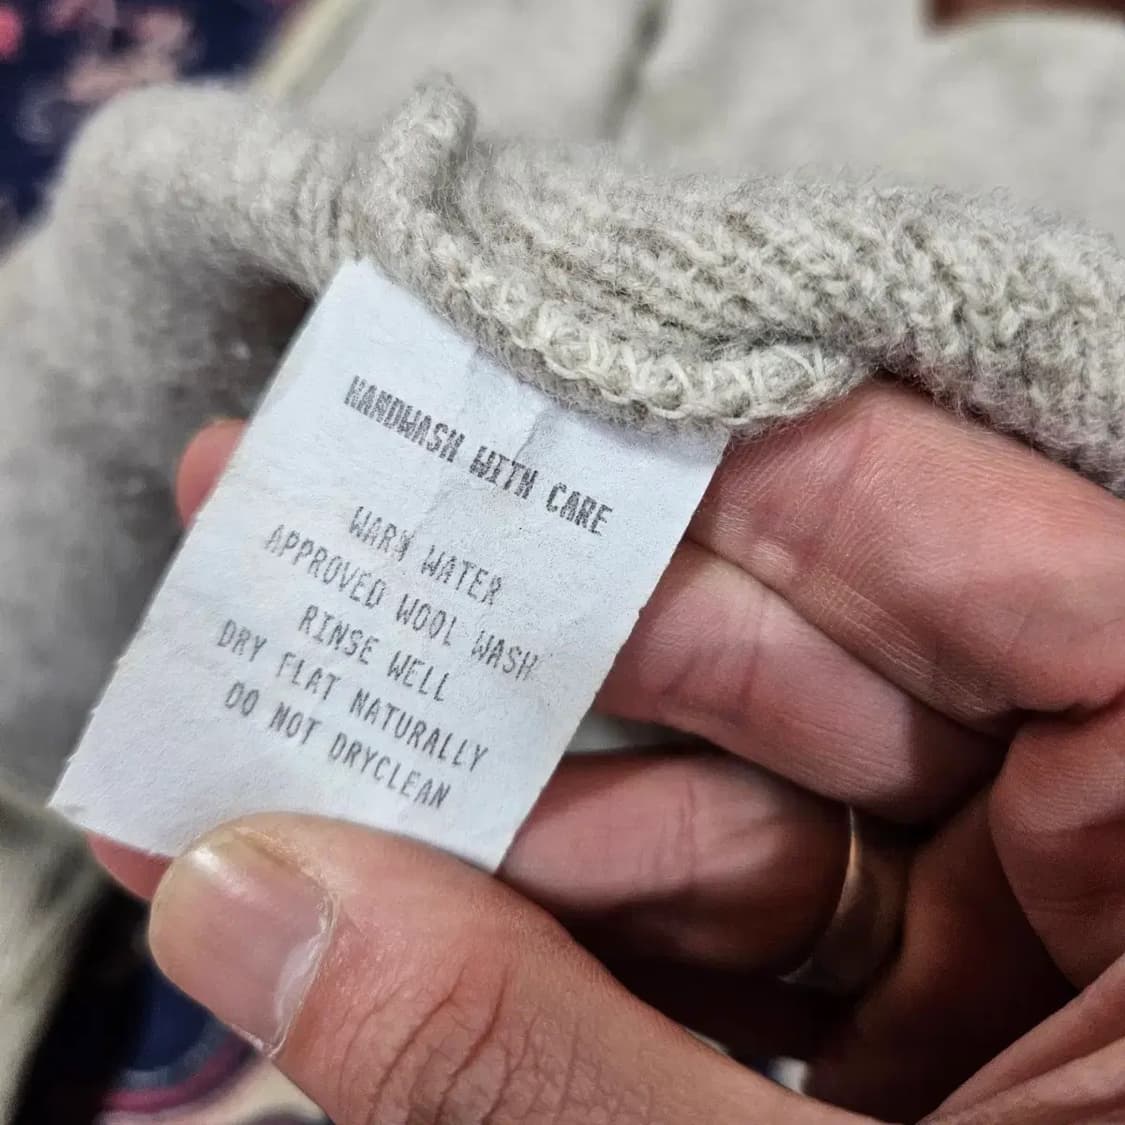 HANDWASH WITH CARE
WARM WATER
APPROVED WOOL WASH
RINSE WELL
DRY FLAT NATURALLY
DO NOT DRYCLEAN